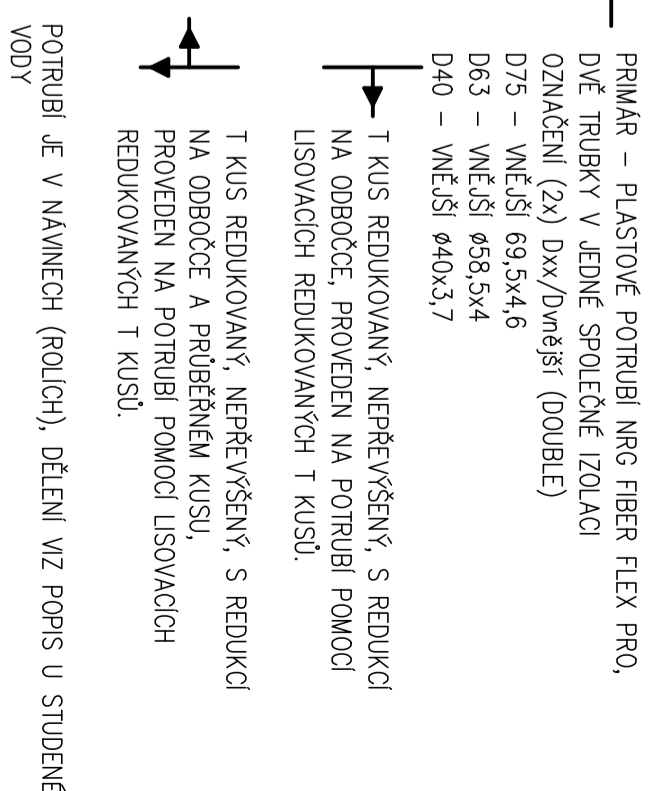 PRIMÁR – PLASTOVÉ POTRUBÍ NRG FIBER FLEX PRO,
DVĚ TRUBKY V JEDNÉ SPOLEČNÉ IZOLACI
OZNAČENÍ (2x) Dxx/Dvnější (DOUBLE)
D75 – VNĚJŠÍ 69,5x4,6
D63 – VNĚJŠÍ ø58,5x4
D40 – VNĚJŠÍ ø40x3,7
T KUS REDUKOVANÝ, NEPŘEVÝŠENÝ, S REDUKCÍ
NA ODBOČCE, PROVEDEN NA POTRUBÍ POMOCÍ
LISOVACÍCH REDUKOVANÝCH T KUSŮ.
T KUS REDUKOVANÝ, NEPŘEVÝŠENÝ, S REDUKCÍ
NA ODBOČCE A PRŮBĚŘNÉM KUSU,
PROVEDEN NA POTRUBÍ POMOCÍ LISOVACÍCH
REDUKOVANÝCH T KUSŮ.
POTRUBÍ JE V NÁVINECH (ROLÍCH), DĚLENÍ VIZ POPIS U STUDENÉ
VODY